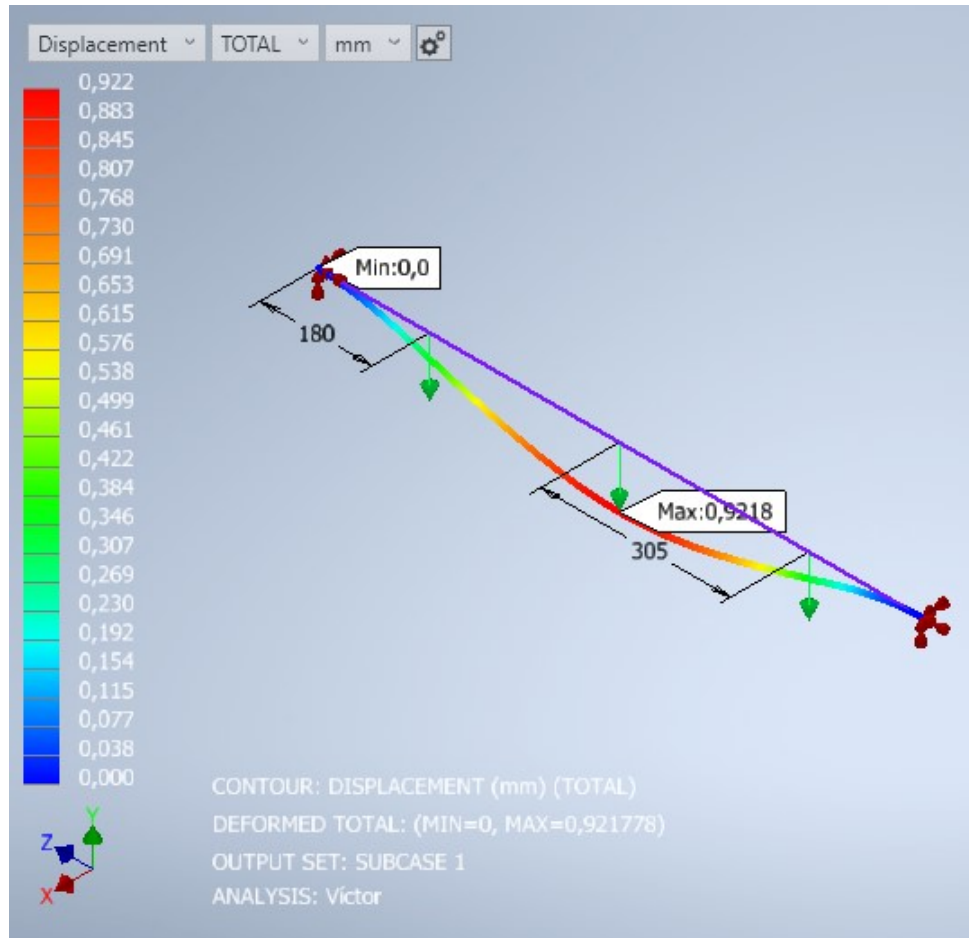 Displacement TOTAL mm
0,922
0,883
0,845
0,807
0,768
0,730
0,691
0,653
0,615
0,576
0,538
0,499
0,461
0,422
0,384
0,346
0,307
0,269
0,230
0,192
0,154
0,115
0,077
0,038
0,000
Min:0,0
180
Max:0,9218
305
Y
Z
X
CONTOUR: DISPLACEMENT (mm) (TOTAL)
DEFORMED TOTAL: (MIN=0, MAX=0,921778)
OUTPUT SET: SUBCASE 1
ANALYSIS: Víctor